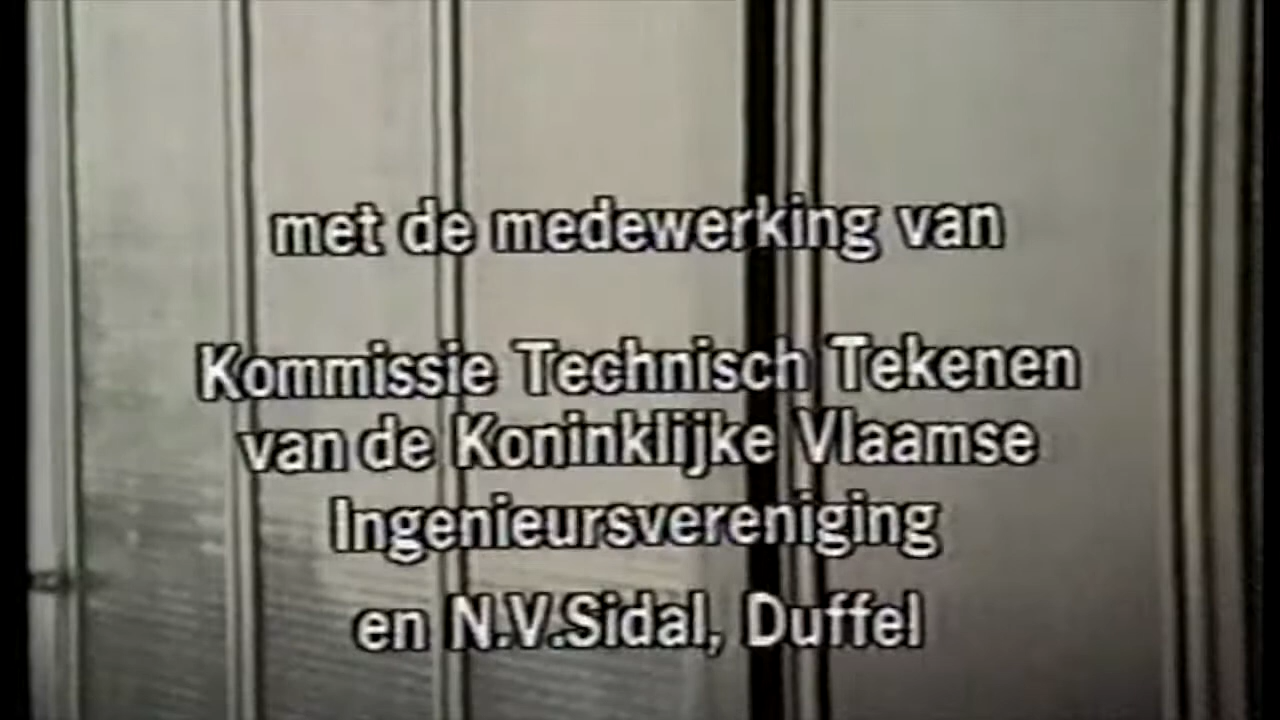 met de medewerking van
Kommissie Technisch Tekenen
van de Koninklijke Vlaamse
Ingenieursvereniging
en N.V.Sidal, Duffel